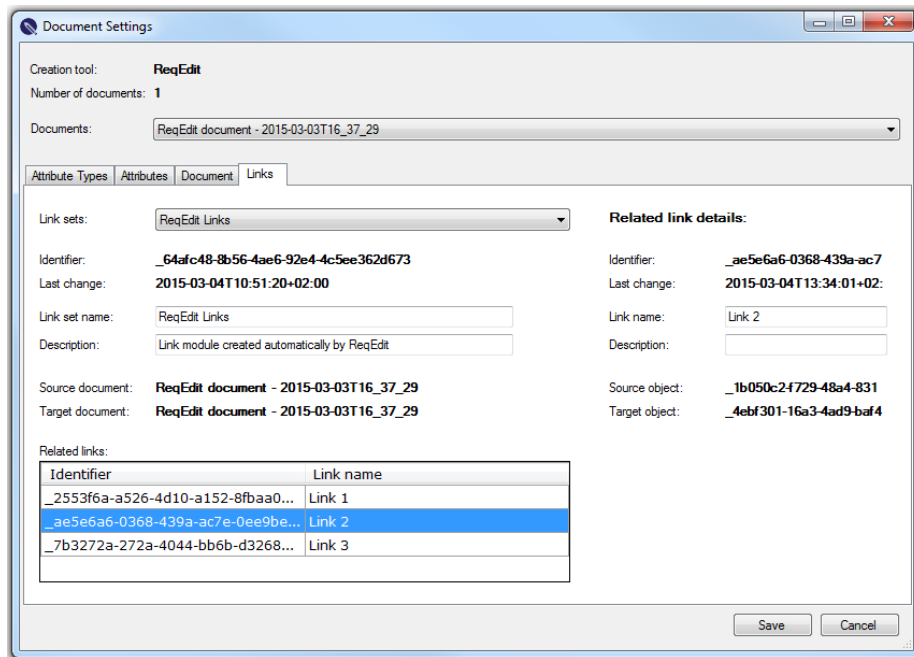 Document Settings
Creation tool: ReqEdit
Number of documents: 1
Documents: ReqEdit document - 2015-03-03T16_37_29
Attribute Types Attributes Document Links
Link sets: ReqEdit Links
Related link details:
Identifier: _64afc48-8b56-4ae6-92e4-4c5ee362d673
Last change: 2015-03-04T10:51:20+02:00
Link set name: ReqEdit Links
Description: Link module created automatically by ReqEdit
Source document: ReqEdit document - 2015-03-03T16_37_29
Target document: ReqEdit document - 2015-03-03T16_37_29
Identifier: _ae5e6a6-0368-439a-ac7
Last change: 2015-03-04T13:34:01+02:
Link name: Link 2
Description:
Source object: _1b050c2-f729-48a4-831
Target object: _4ebf301-16a3-4ad9-baf4
Related links:
Identifier Link name
_2553f6a-a526-4d10-a152-8fbaa0... Link 1
_ae5e6a6-0368-439a-ac7e-0ee9be... Link 2
_7b3272a-272a-4044-bb6b-d3268... Link 3
Save Cancel